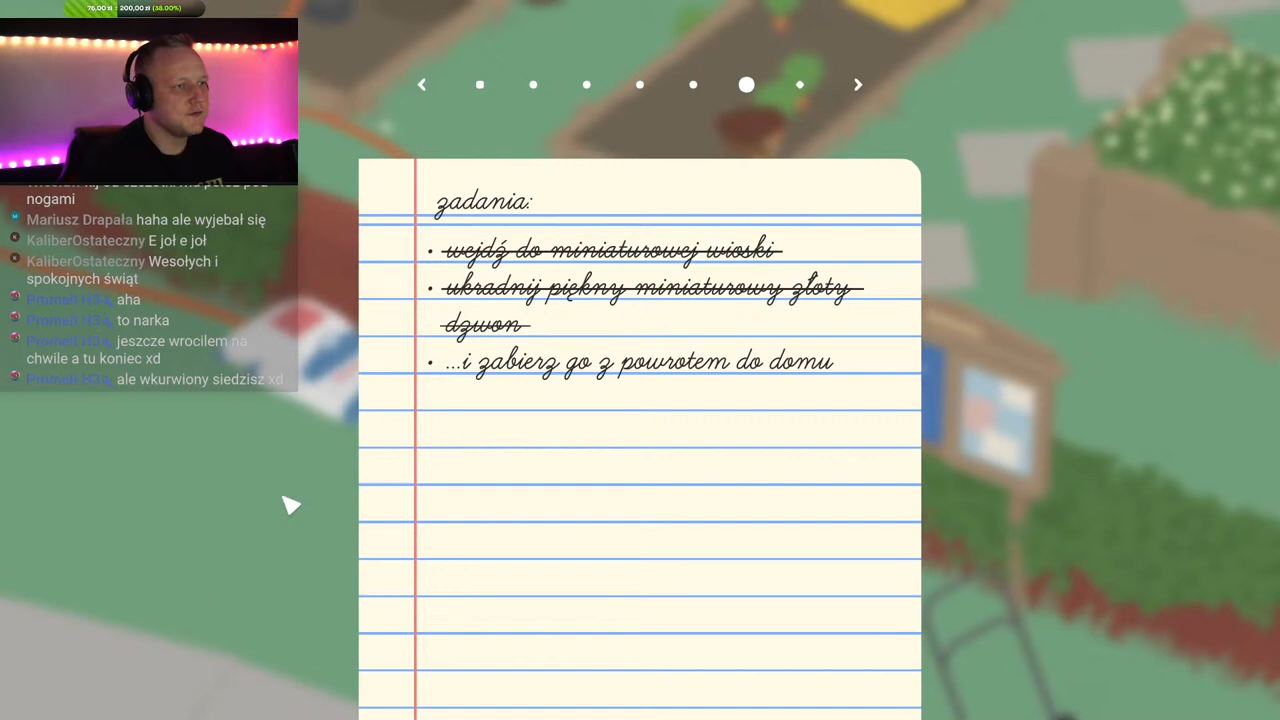 76,00 zł : 200,00 zł (38.00%)
nogami
Mariusz Drapała haha ale wyjebał się
KaliberOstateczny E joł e joł
KaliberOstateczny Wesołych i
spokojnych świąt
aha
to narka
jeszcze wrocilem na
chwile a tu koniec xd
ale wkurwiony siedzisz xd
zadania:
• wejdź do miniaturowej wioski
• ukradnij piękny miniaturowy złoty
dzwon
• ...i zabierz go z powrotem do domu